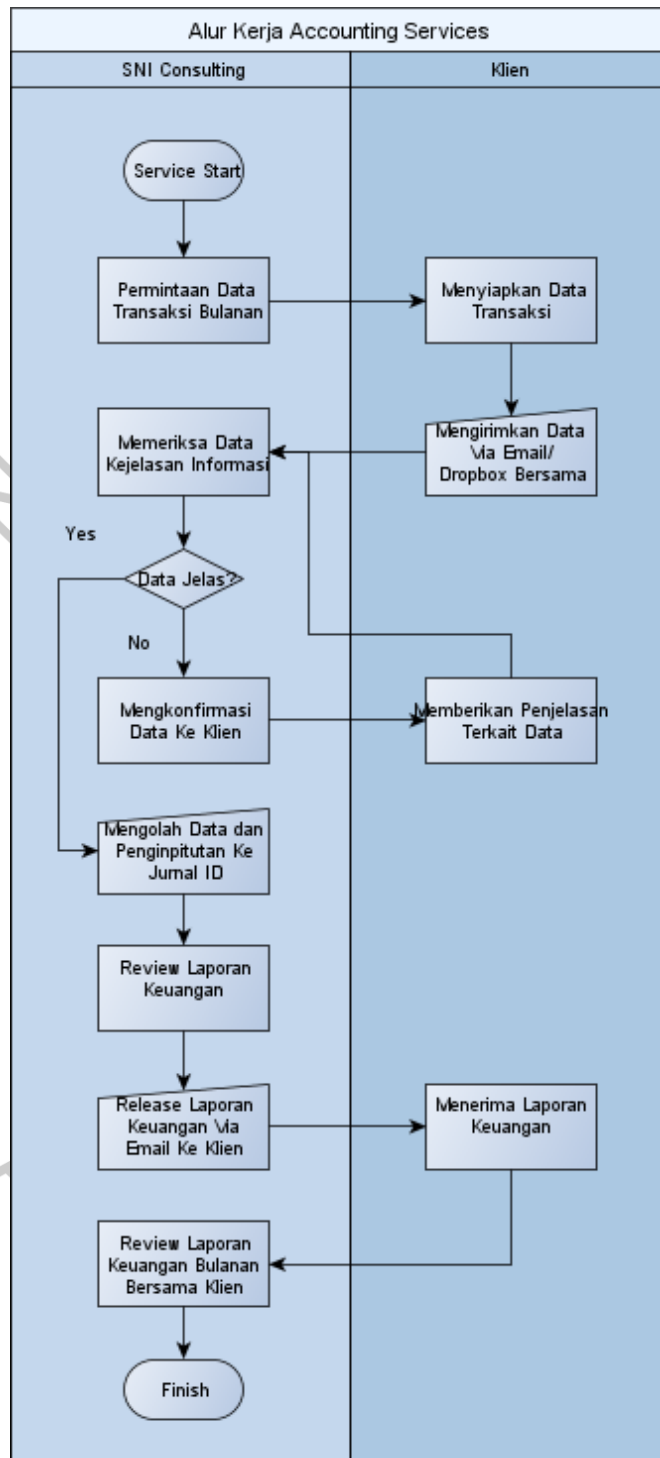 Alur Kerja Accounting Services
SNI Consulting
Klien
Service Start
Permintaan Data
Transaksi Bulanan
Menyiapkan Data
Transaksi
Mengirimkan Data
Via Email/
Dropbox Bersama
Memeriksa Data
Kejelasan Informasi
Yes
Data Jelas?
No
Mengkonfirmasi
Data Ke Klien
Memberikan Penjelasan
Terkait Data
Mengolah Data dan
Penginpitutan Ke
Jurnal ID
Review Laporan
Keuangan
Release Laporan
Keuangan Via
Email Ke Klien
Menerima Laporan
Keuangan
Review Laporan
Keuangan Bulanan
Bersama Klien
Finish